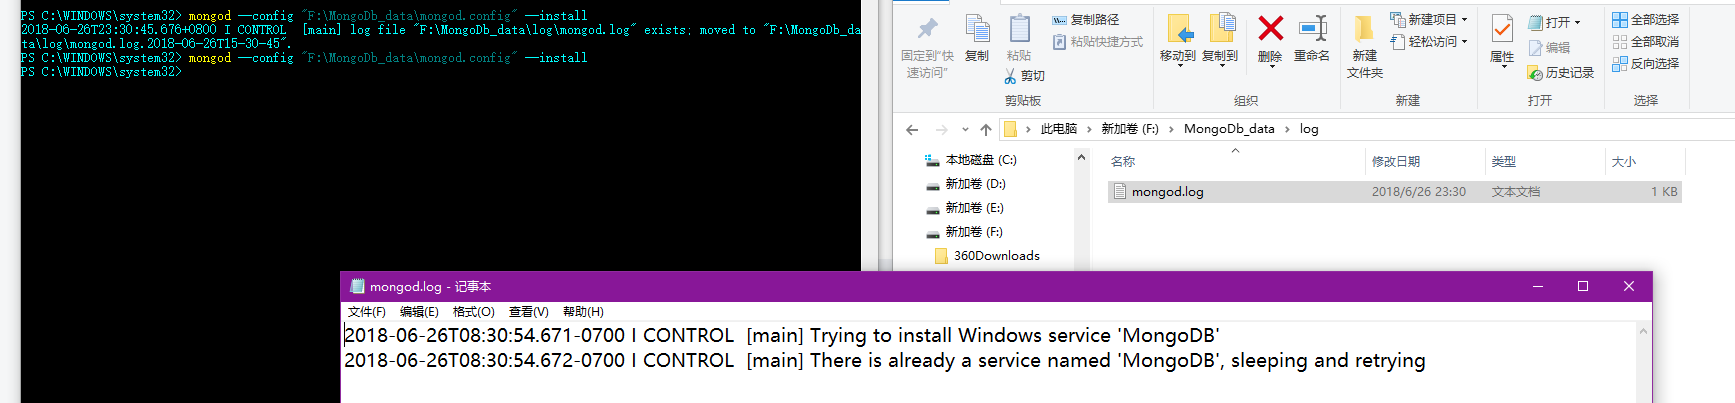 PS C:\WINDOWS\system32> mongod --config "F:\MongoDb_data\mongod.config" --install
2018-06-26T23:30:45.676+0800 I CONTROL  [main] log file "F:\MongoDb_data\log\mongod.log" exists; moved to "F:\MongoDb_da
ta\log\mongod.log.2018-06-26T15-30-45".
PS C:\WINDOWS\system32> mongod --config "F:\MongoDb_data\mongod.config" --install
PS C:\WINDOWS\system32>
固定到"快
速访问"
复制
粘贴
复制路径
粘贴快捷方式
剪切
剪贴板
移动到
复制到
删除
重命名
组织
新建
文件夹
新建项目
轻松访问
新建
属性
打开
编辑
历史记录
打开
全部选择
全部取消
反向选择
选择
此电脑 › 新加卷 (F:) › MongoDb_data › log
本地磁盘 (C:)
新加卷 (D:)
新加卷 (E:)
新加卷 (F:)
360Downloads
名称 修改日期 类型 大小
mongod.log 2018/6/26 23:30 文本文档 1 KB
mongod.log - 记事本
文件(F) 编辑(E) 格式(O) 查看(V) 帮助(H)
2018-06-26T08:30:54.671-0700 I CONTROL  [main] Trying to install Windows service 'MongoDB'
2018-06-26T08:30:54.672-0700 I CONTROL  [main] There is already a service named 'MongoDB', sleeping and retrying